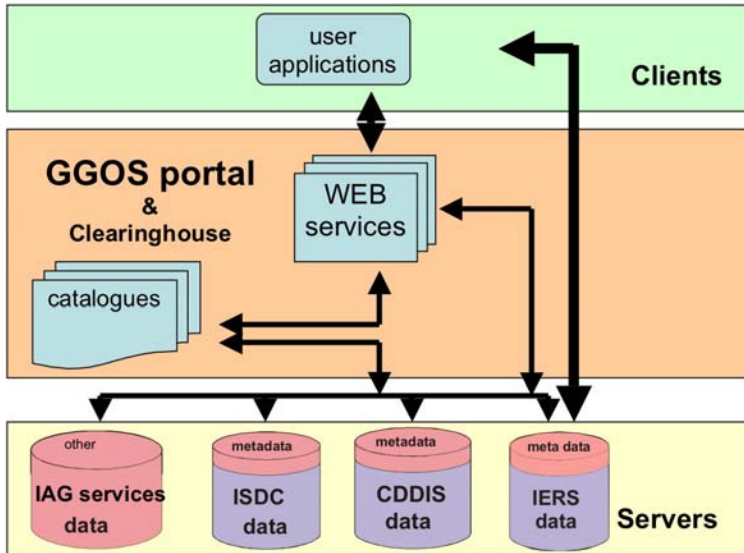 user
applications
Clients
GGOS portal
&
Clearinghouse
WEB
services
catalogues
other
IAG services
data
metadata
ISDC
data
metadata
CDDIS
data
meta data
IERS
data
Servers